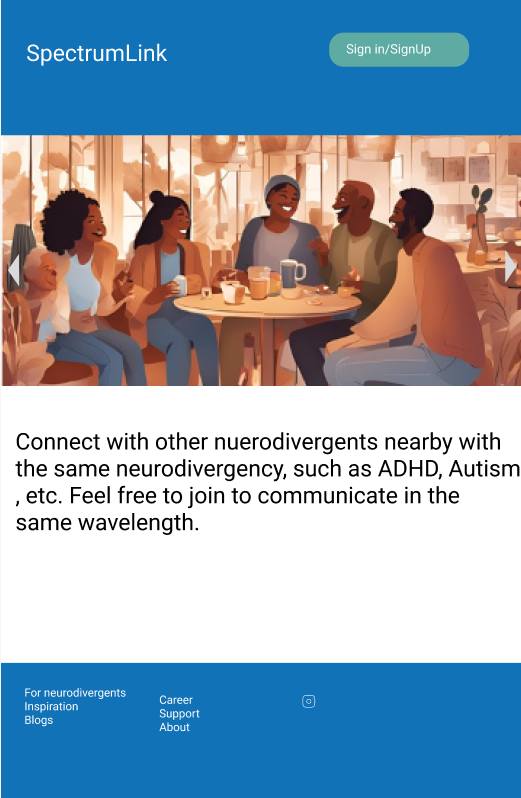 SpectrumLink
Sign in/SignUp
Connect with other nuerodivergents nearby with
the same neurodivergency, such as ADHD, Autism
, etc. Feel free to join to communicate in the
same wavelength.
For neurodivergents
Inspiration
Blogs
Career
Support
About